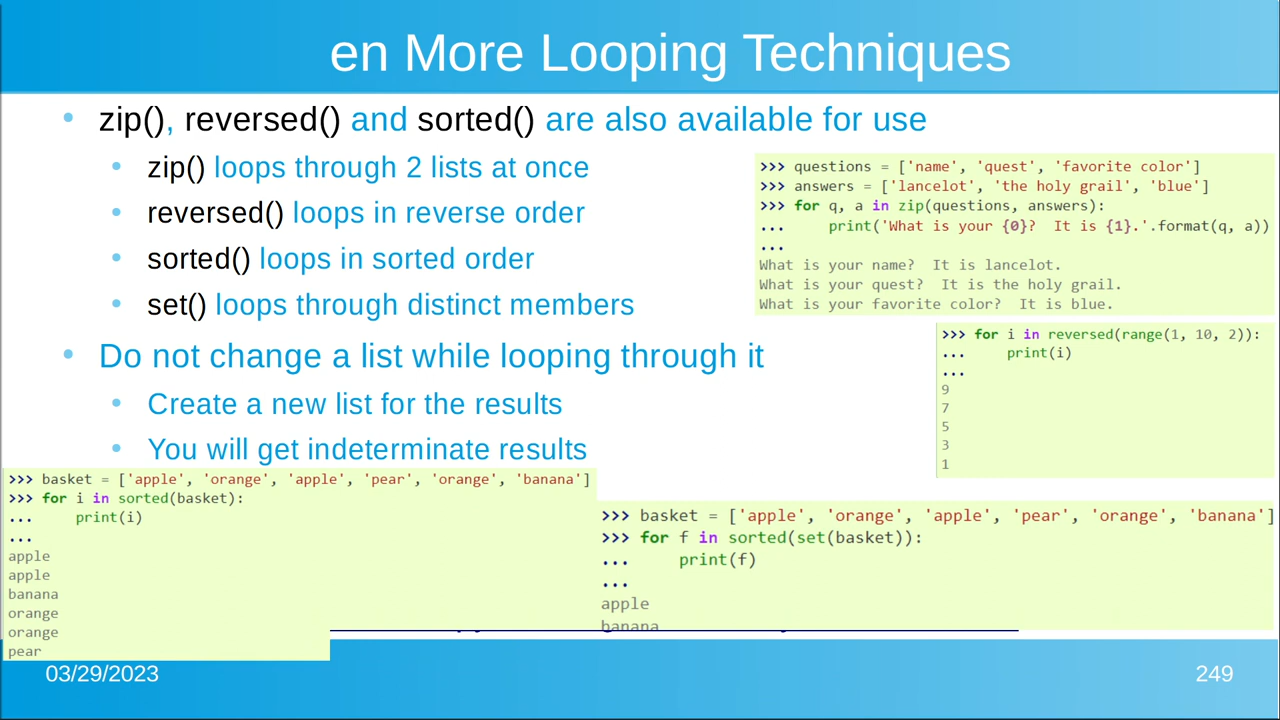 en More Looping Techniques
zip(), reversed() and sorted() are also available for use
zip() loops through 2 lists at once
reversed() loops in reverse order
sorted() loops in sorted order
set() loops through distinct members
Do not change a list while looping through it
Create a new list for the results
You will get indeterminate results
>>> questions = ['name', 'quest', 'favorite color']
>>> answers = ['lancelot', 'the holy grail', 'blue']
>>> for q, a in zip(questions, answers):
...     print('What is your {0}?  It is {1}.'.format(q, a))
...
What is your name?  It is lancelot.
What is your quest?  It is the holy grail.
What is your favorite color?  It is blue.
>>> for i in reversed(range(1, 10, 2)):
...     print(i)
...
9
7
5
3
1
>>> basket = ['apple', 'orange', 'apple', 'pear', 'orange', 'banana']
>>> for i in sorted(basket):
...     print(i)
...
apple
apple
banana
orange
orange
pear
>>> basket = ['apple', 'orange', 'apple', 'pear', 'orange', 'banana']
>>> for f in sorted(set(basket)):
...     print(f)
...
apple
banana
03/29/2023
249